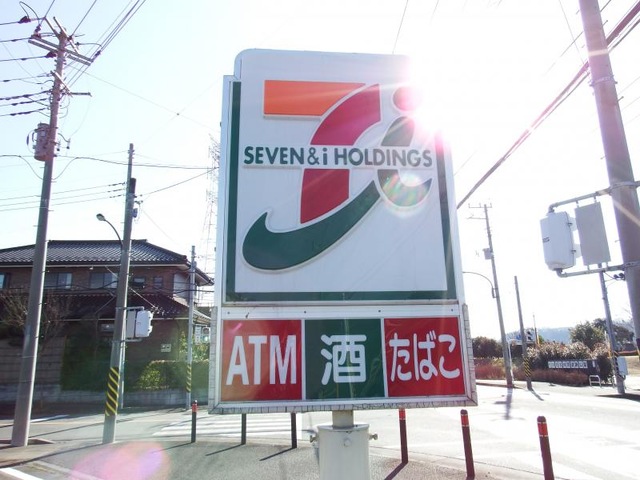 SEVEN & i HOLDINGS
ATM 酒 たばこ